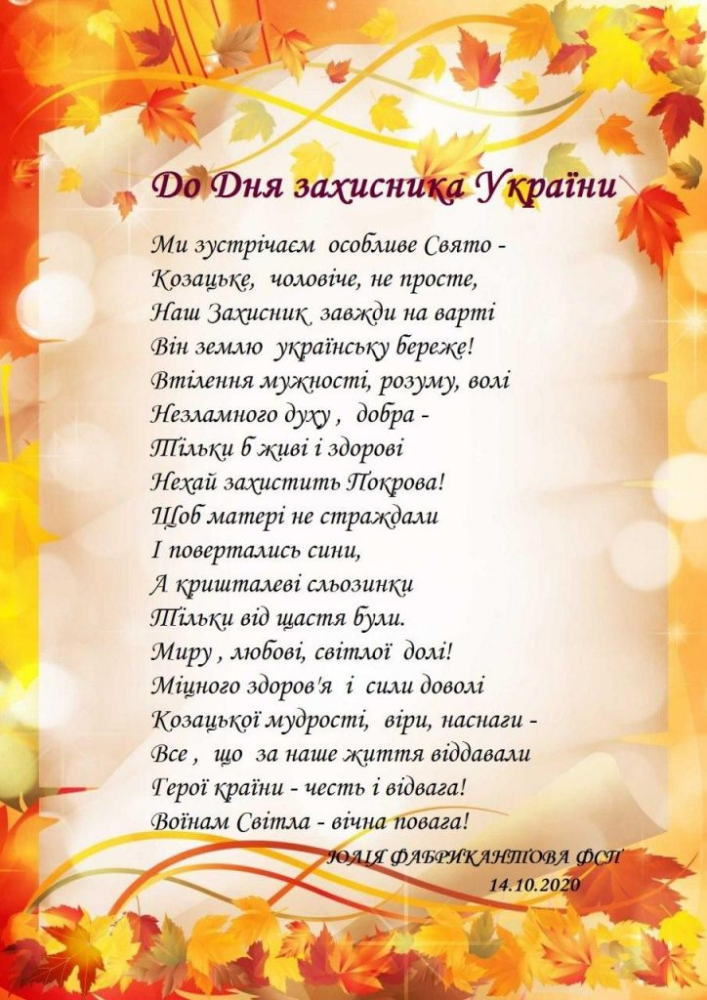 До Дня захисника України
Ми зустрічаєм особливе Свято -
Козацьке, чоловіче, не просте,
Наш Захисник завжди на варті
Він землю українську береже!
Втілення мужності, розуму, волі
Незламного духу , добра -
Тільки б живі і здорові
Нехай захистить Покрова!
Щоб матері не страждали
І повертались сини,
А кришталеві сльозинки
Тільки від щастя були.
Миру , любові, світлої долі!
Міцного здоров'я і сили доволі
Козацької мудрості, віри, наснаги -
Все , що за наше життя віддавали
Герої країни - честь і відвага!
Воїнам Світла - вічна повага!
ЮЛІЯ ФАБРИКАНТОВА ФСП
14.10.2020